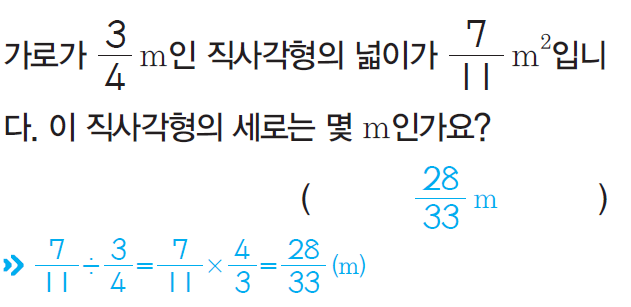 가로가 3/4 m인 직사각형의 넓이가 7/11 m²입니
다. 이 직사각형의 세로는 몇 m인가요?
( 28/33 m )
» 7/11 ÷ 3/4 = 7/11 × 4/3 = 28/33 (m)